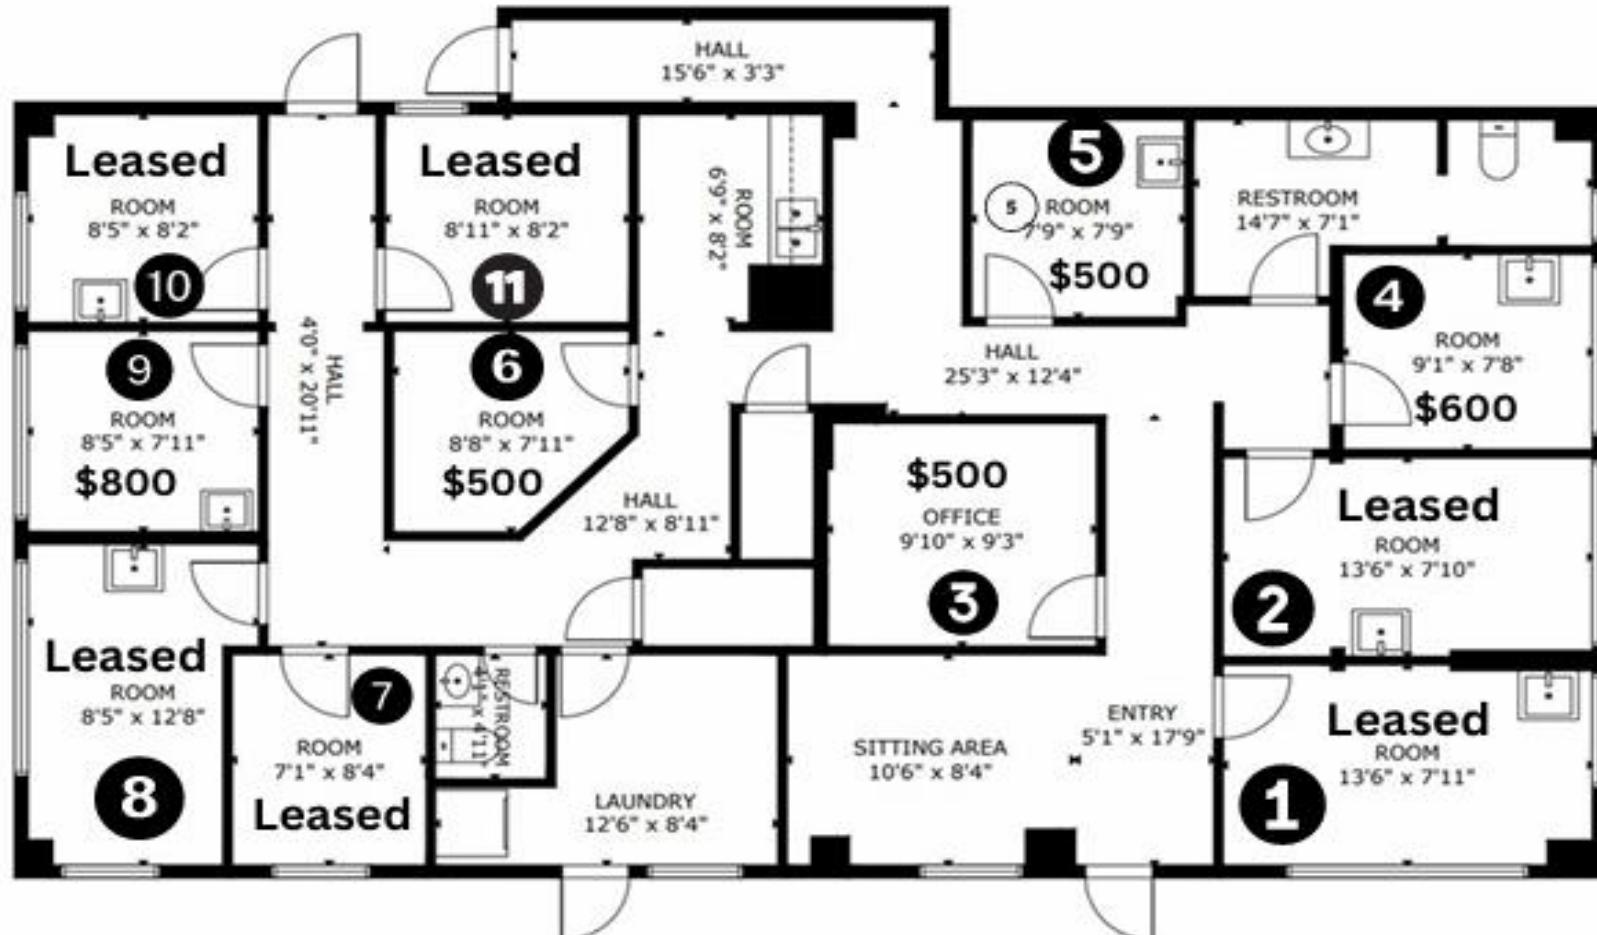 HALL
15'6" x 3'3"
Leased
ROOM
8'5" x 8'2"
10
Leased
ROOM
8'11" x 8'2"
11
ROOM
6'9" x 8'2"
5
5
ROOM
7'9" x 7'9"
$500
RESTROOM
14'7" x 7'1"
4
ROOM
9'1" x 7'8"
$600
9
ROOM
8'5" x 7'11"
$800
HALL
4'0" x 20'11"
6
ROOM
8'8" x 7'11"
$500
HALL
25'3" x 12'4"
HALL
12'8" x 8'11"
$500
OFFICE
9'10" x 9'3"
3
Leased
ROOM
13'6" x 7'10"
2
Leased
ROOM
8'5" x 12'8"
8
7
ROOM
7'1" x 8'4"
Leased
RESTROOM
x 4'11"
LAUNDRY
12'6" x 8'4"
SITTING AREA
10'6" x 8'4"
ENTRY
5'1" x 17'9"
Leased
ROOM
13'6" x 7'11"
1